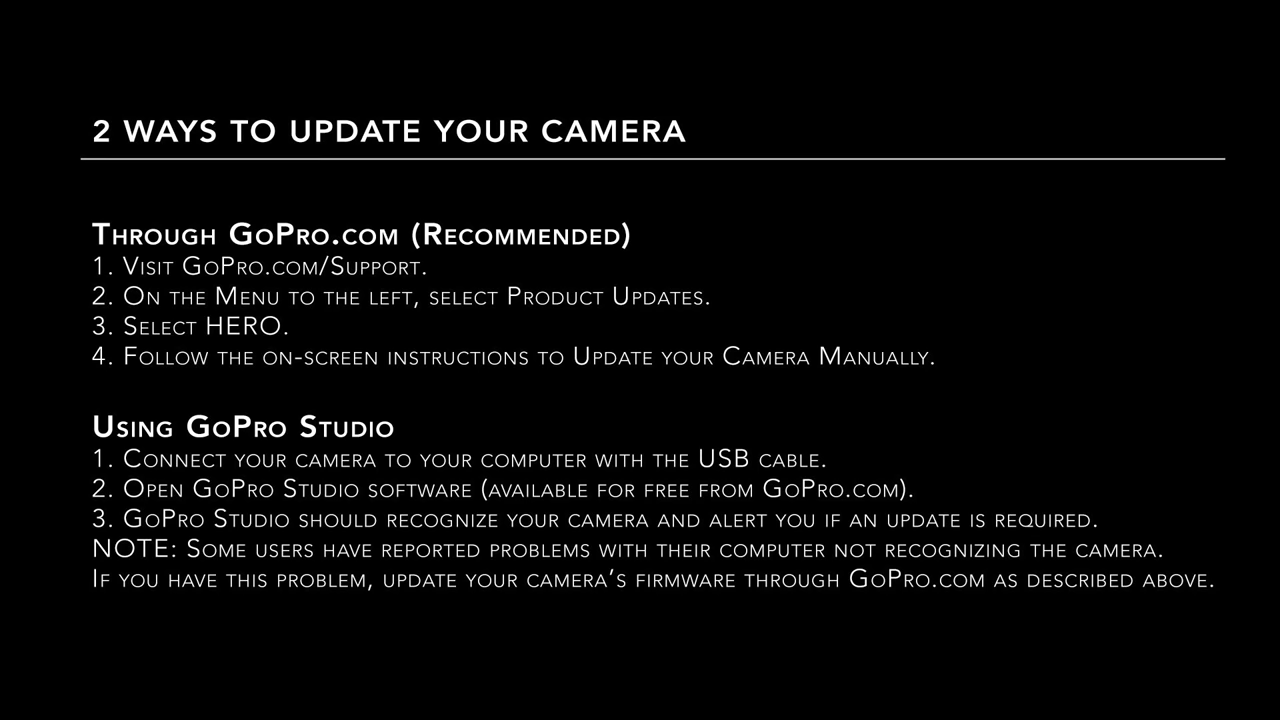 2 WAYS TO UPDATE YOUR CAMERA
Through GoPro.com (Recommended)
1. Visit GoPro.com/Support.
2. On the Menu to the left, select Product Updates.
3. Select HERO.
4. Follow the on-screen instructions to Update your Camera Manually.
Using GoPro Studio
1. Connect your camera to your computer with the USB cable.
2. Open GoPro Studio software (available for free from GoPro.com).
3. GoPro Studio should recognize your camera and alert you if an update is required.
NOTE: Some users have reported problems with their computer not recognizing the camera.
If you have this problem, update your camera’s firmware through GoPro.com as described above.